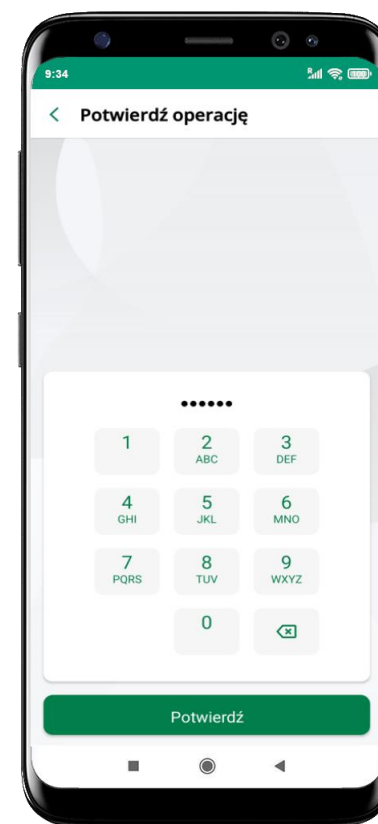 9:34
R
100
Potwierdź operację
••••••
1
2
3
ABC
DEF
4
5
6
GHI
JKL
MNO
7
8
9
PQRS
TUV
WXYZ
0
Potwierdź